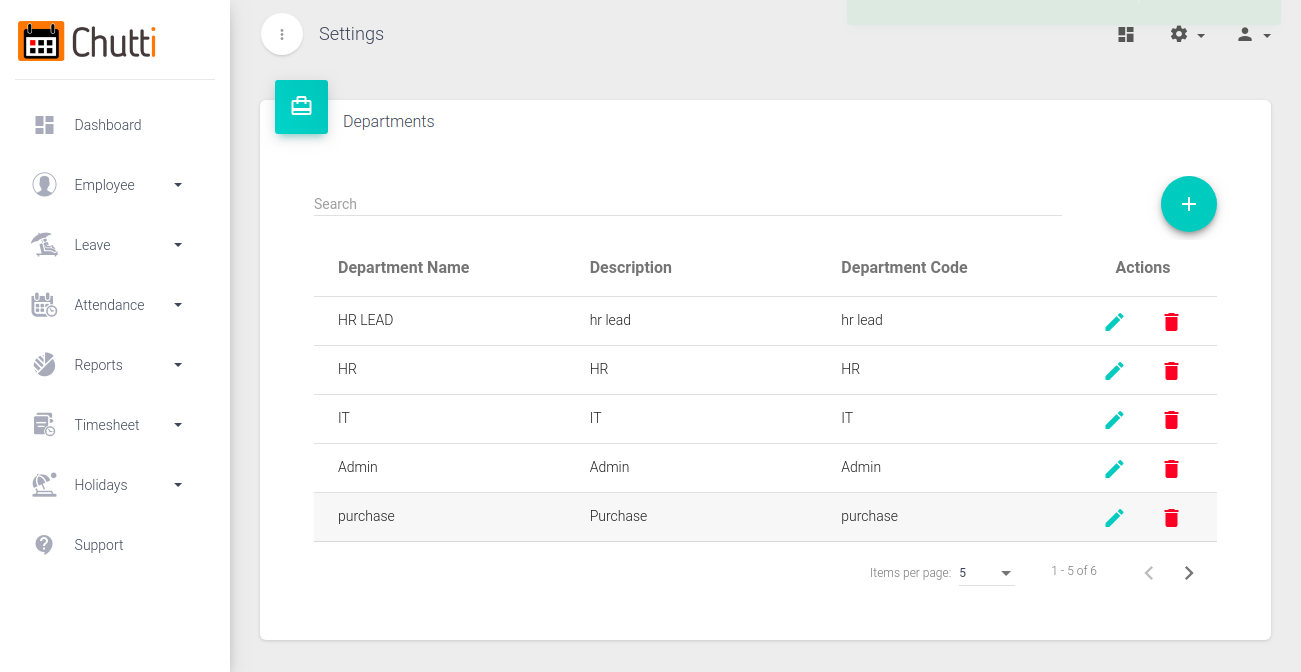 Chutti
Settings
Dashboard
Employee
Leave
Attendance
Reports
Timesheet
Holidays
Support
Departments
Search
Department Name Description Department Code Actions
HR LEAD hr lead hr lead
HR HR HR
IT IT IT
Admin Admin Admin
purchase Purchase purchase
Items per page: 5 1 - 5 of 6